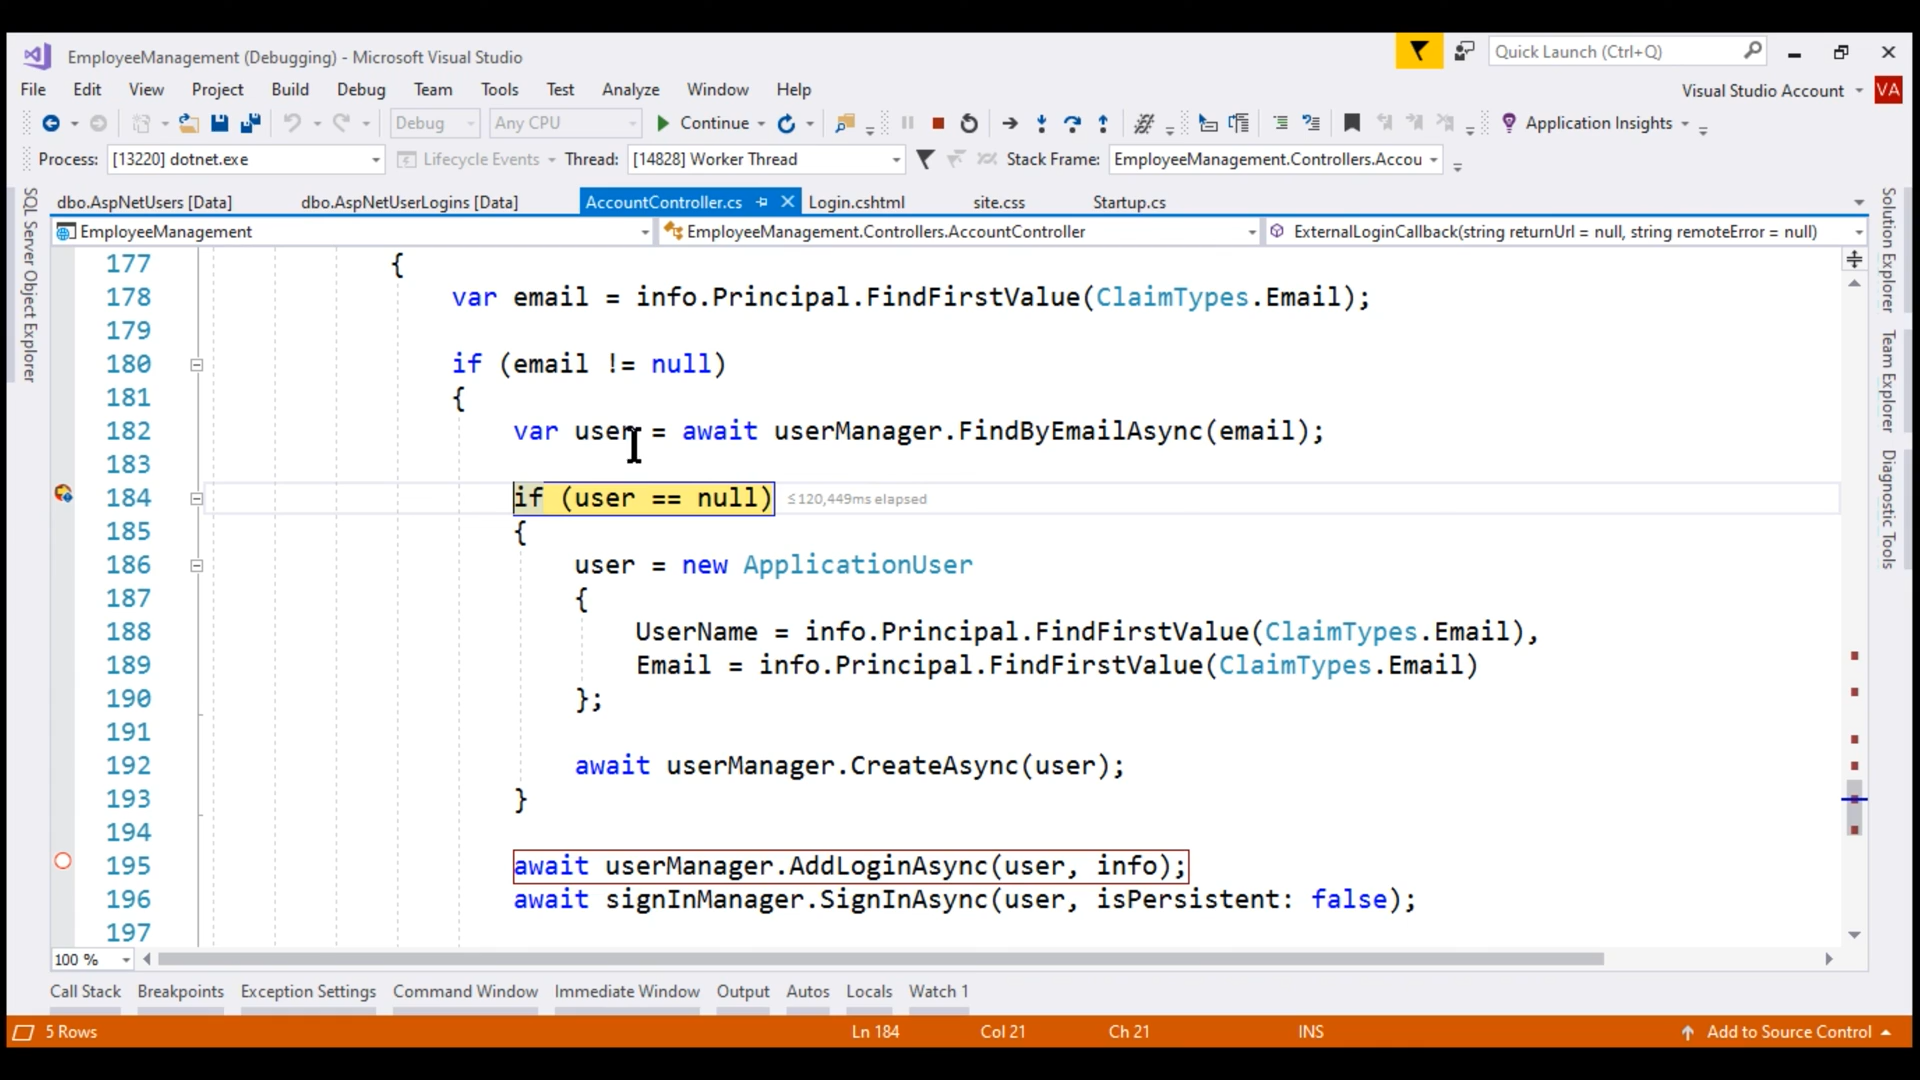 EmployeeManagement (Debugging) - Microsoft Visual Studio
Quick Launch (Ctrl+Q)
File Edit View Project Build Debug Team Tools Test Analyze Window Help
Visual Studio Account VA
Debug Any CPU Continue Application Insights
Process: [13220] dotnet.exe Lifecycle Events Thread: [14828] Worker Thread Stack Frame: EmployeeManagement.Controllers.Accou
dbo.AspNetUsers [Data] dbo.AspNetUserLogins [Data] AccountController.cs Login.cshtml site.css Startup.cs
EmployeeManagement EmployeeManagement.Controllers.AccountController ExternalLoginCallback(string returnUrl = null, string remoteError = null)
SQL Server Object Explorer
Solution Explorer
Team Explorer
Diagnostic Tools
177 {
178 var email = info.Principal.FindFirstValue(ClaimTypes.Email);
179
180 if (email != null)
181 {
182 var user = await userManager.FindByEmailAsync(email);
183
184 if (user == null) ≤120,449ms elapsed
185 {
186 user = new ApplicationUser
187 {
188 UserName = info.Principal.FindFirstValue(ClaimTypes.Email),
189 Email = info.Principal.FindFirstValue(ClaimTypes.Email)
190 };
191
192 await userManager.CreateAsync(user);
193 }
194
195 await userManager.AddLoginAsync(user, info);
196 await signInManager.SignInAsync(user, isPersistent: false);
197
100 %
Call Stack Breakpoints Exception Settings Command Window Immediate Window Output Autos Locals Watch 1
5 Rows Ln 184 Col 21 Ch 21 INS Add to Source Control